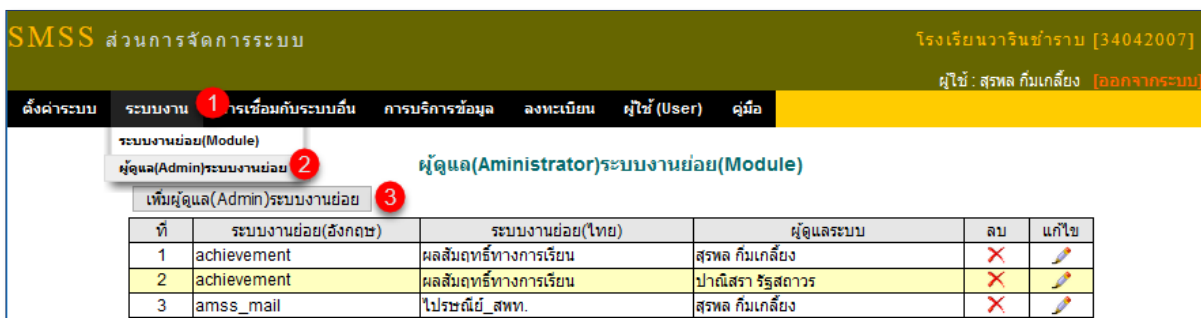 SMSS ส่วนการจัดการระบบ
โรงเรียนวารินชำราบ [34042007]
ผู้ใช้ : สุรพล กิ่มเกลี้ยง [ออกจากระบบ]
ตั้งค่าระบบ ระบบงาน 1 ารเชื่อมกับระบบอื่น การบริการข้อมูล ลงทะเบียน ผู้ใช้ (User) คู่มือ
ระบบงานย่อย(Module)
ผู้ดูแล(Admin)ระบบงานย่อย 2
ผู้ดูแล(Aministrator)ระบบงานย่อย(Module)
เพิ่มผู้ดูแล(Admin)ระบบงานย่อย 3
ที่ ระบบงานย่อย(อังกฤษ) ระบบงานย่อย(ไทย) ผู้ดูแลระบบ ลบ แก้ไข
1 achievement ผลสัมฤทธิ์ทางการเรียน สุรพล กิ่มเกลี้ยง
2 achievement ผลสัมฤทธิ์ทางการเรียน ปาณิสรา รัฐสถาวร
3 amss_mail ไปรษณีย์_สพท. สุรพล กิ่มเกลี้ยง